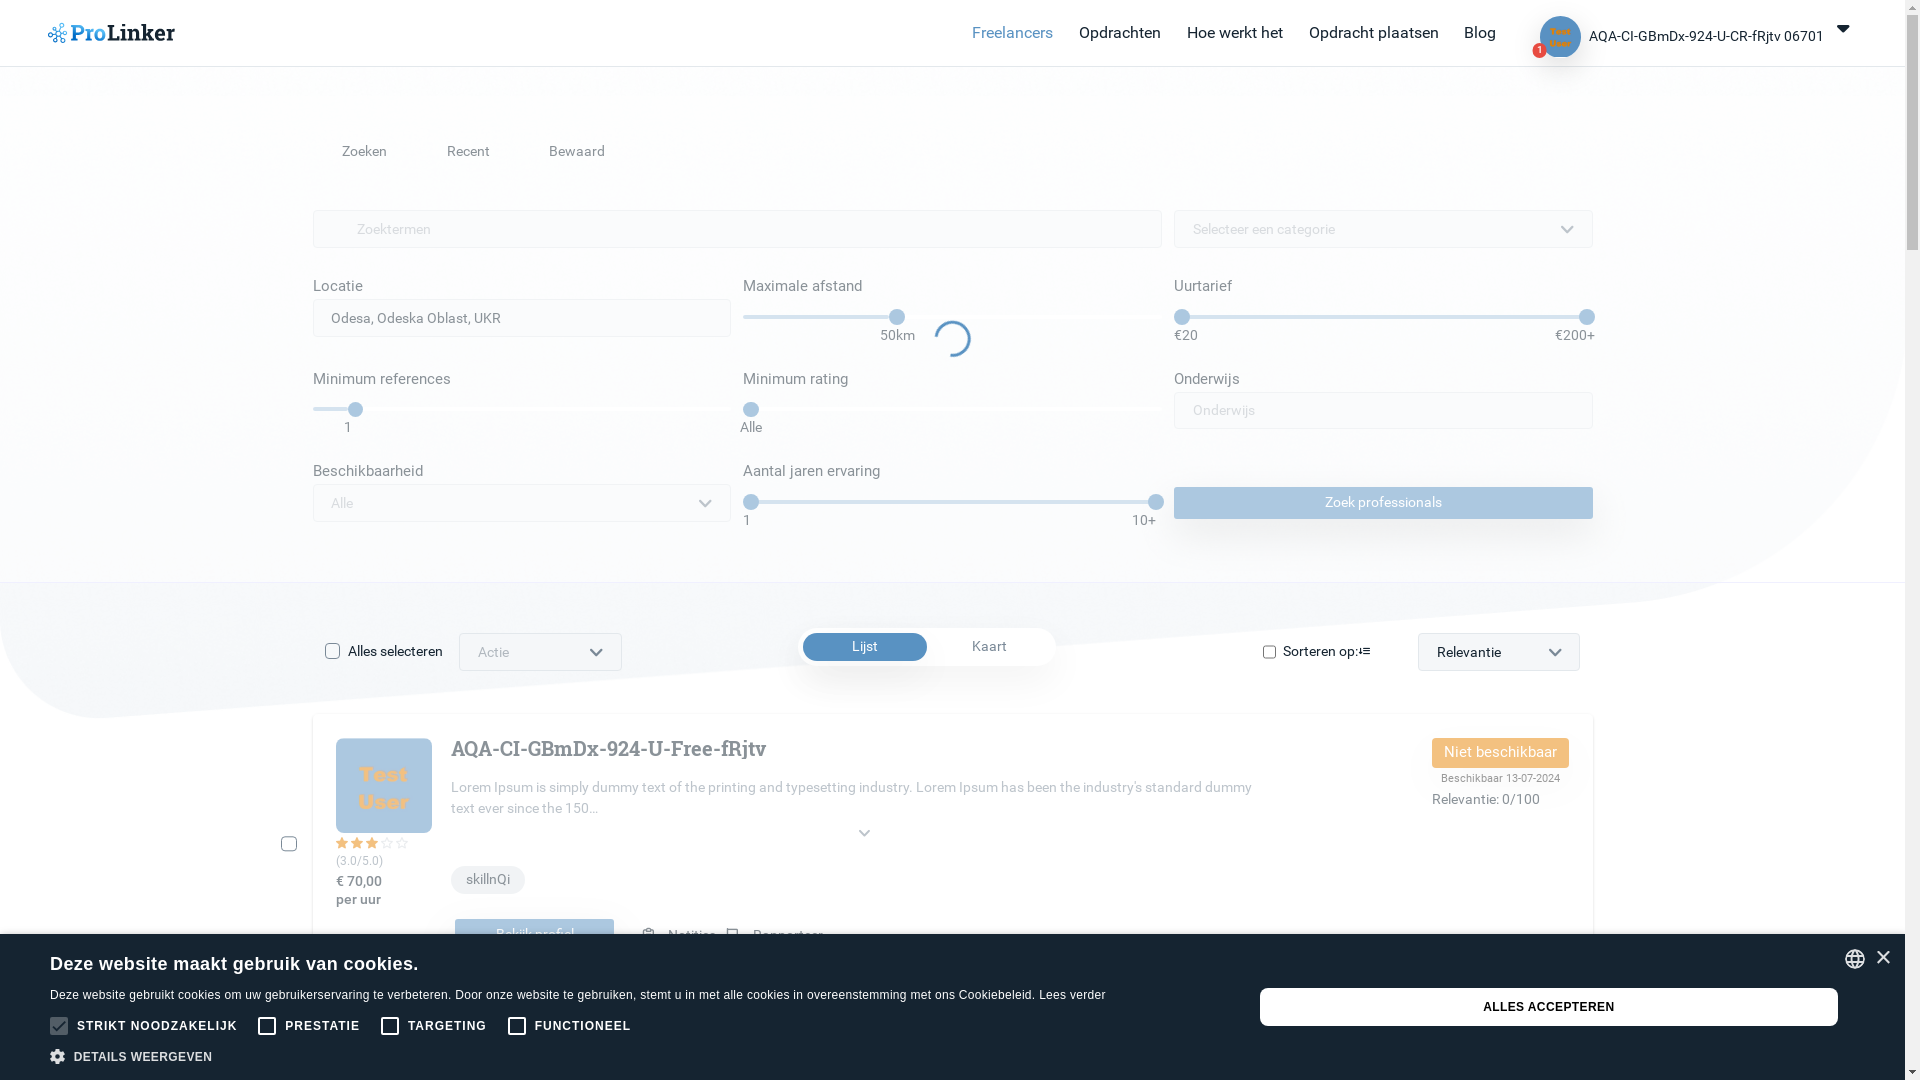 ProLinker
Freelancers
Opdrachten
Hoe werkt het
Opdracht plaatsen
Blog
Test
User
1
AQA-CI-GBmDx-924-U-CR-fRjtv 06701
Zoeken
Recent
Bewaard
Zoektermen
Selecteer een categorie
Locatie
Maximale afstand
Uurtarief
Odesa, Odeska Oblast, UKR
50km
€20
€200+
Minimum references
Minimum rating
Onderwijs
Onderwijs
1
Alle
Beschikbaarheid
Aantal jaren ervaring
Alle
Zoek professionals
1
10+
Alles selecteren
Actie
Lijst
Kaart
Sorteren op:
Relevantie
Test
User
AQA-CI-GBmDx-924-U-Free-fRjtv
Niet beschikbaar
Beschikbaar 13-07-2024
Relevantie: 0/100
Lorem Ipsum is simply dummy text of the printing and typesetting industry. Lorem Ipsum has been the industry's standard dummy
text ever since the 150...
(3.0/5.0)
€ 70,00
per uur
skillnQi
Bekijk profiel
Notities
Rapporteer
Deze website maakt gebruik van cookies.
Deze website gebruikt cookies om uw gebruikerservaring te verbeteren. Door onze website te gebruiken, stemt u in met alle cookies in overeenstemming met ons Cookiebeleid. Lees verder
STRIKT NOODZAKELIJK
PRESTATIE
TARGETING
FUNCTIONEEL
DETAILS WEERGEVEN
ALLES ACCEPTEREN